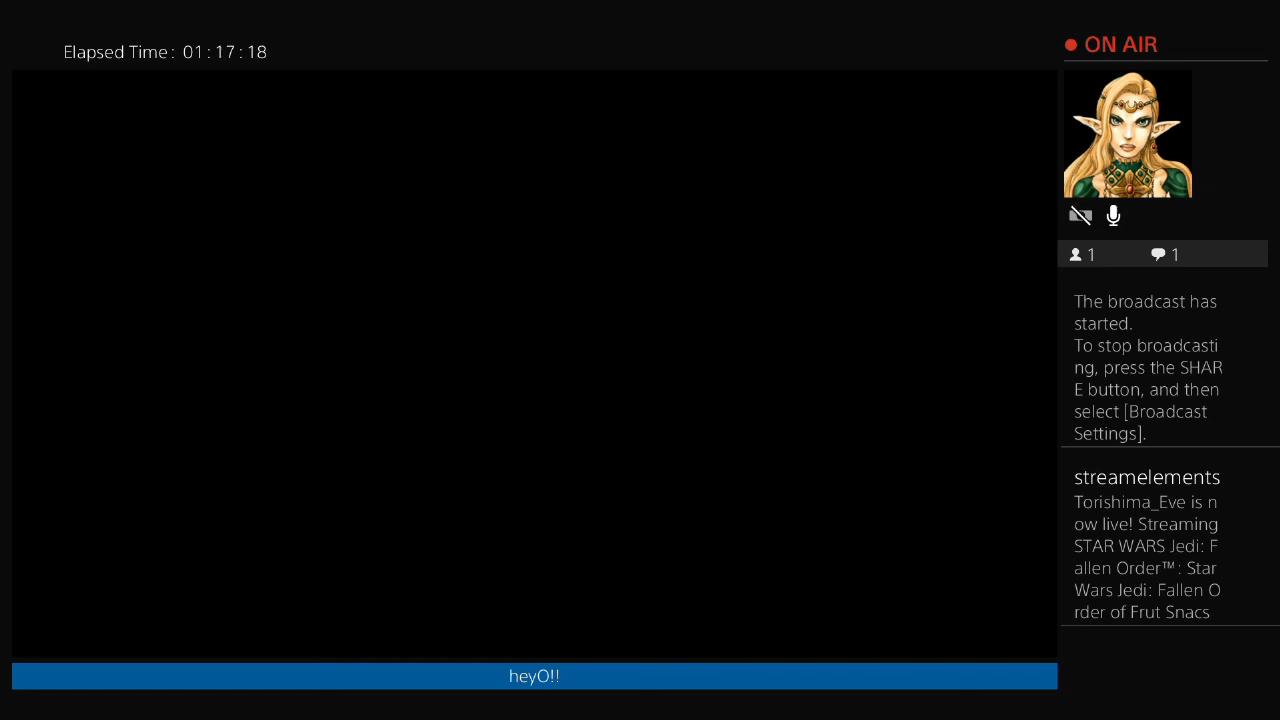 Elapsed Time: 01:17:18
ON AIR
1
1
The broadcast has
started.
To stop broadcasti
ng, press the SHAR
E button, and then
select [Broadcast
Settings].
streamelements
Torishima_Eve is n
ow live! Streaming
STAR WARS Jedi: F
allen Order™: Star
Wars Jedi: Fallen O
rder of Frut Snacs
heyO!!